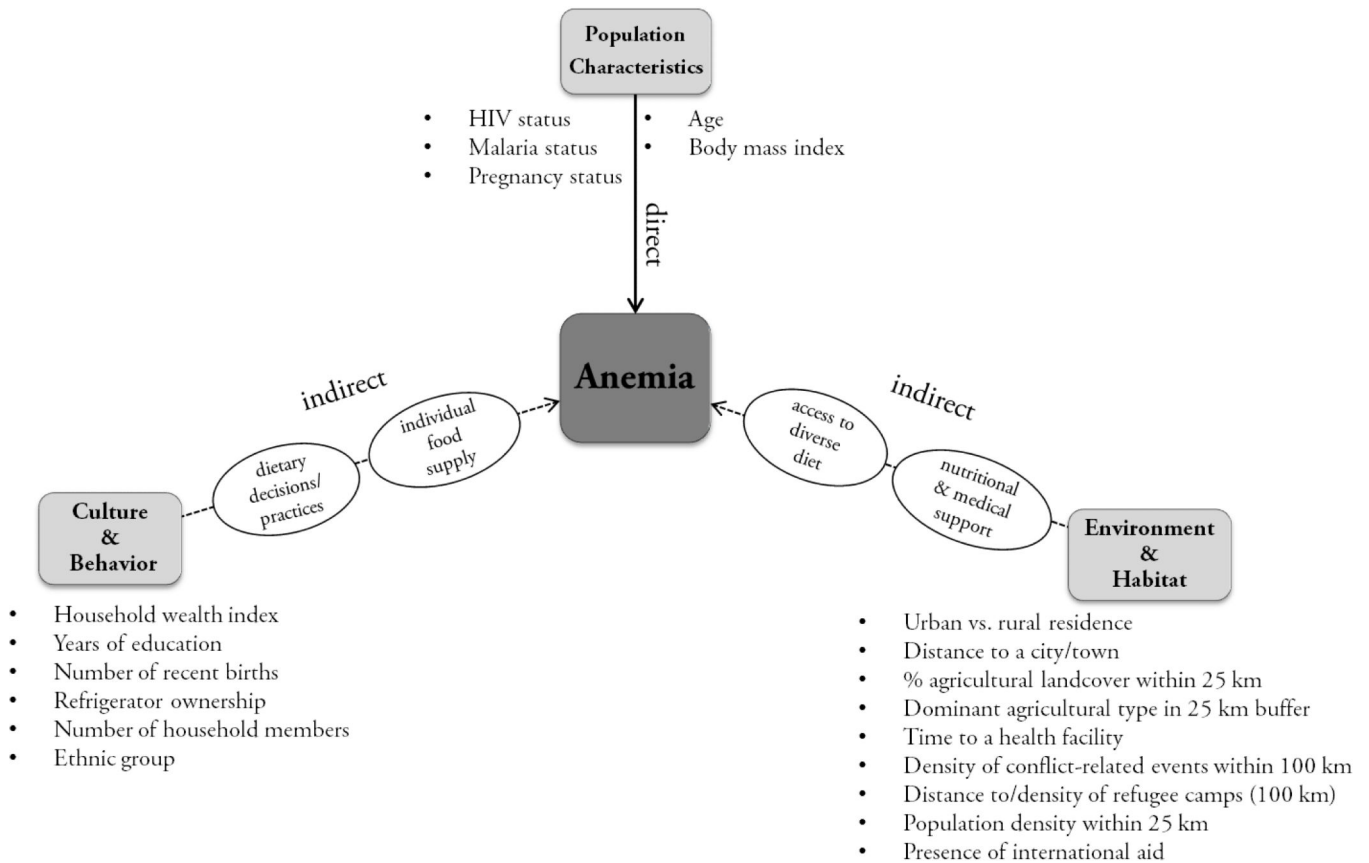 Population
Characteristics
• HIV status
• Malaria status
• Pregnancy status
• Age
• Body mass index
direct
Anemia
indirect
individual
food
supply
dietary
decisions/
practices
Culture
&
Behavior
• Household wealth index
• Years of education
• Number of recent births
• Refrigerator ownership
• Number of household members
• Ethnic group
indirect
access to
diverse
diet
nutritional
& medical
support
Environment
&
Habitat
• Urban vs. rural residence
• Distance to a city/town
• % agricultural landcover within 25 km
• Dominant agricultural type in 25 km buffer
• Time to a health facility
• Density of conflict-related events within 100 km
• Distance to/density of refugee camps (100 km)
• Population density within 25 km
• Presence of international aid